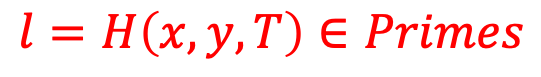 l = H(x, y, T) ∈ Primes